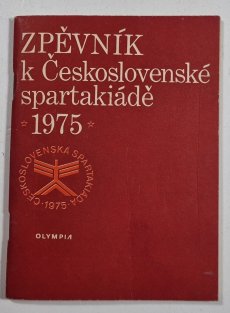 ZPĚVNÍK
k Československé
spartakiádě
* 1975 *
ČESKOSLOVENSKÁ SPARTAKIÁDA
·1975·
OLYMPIA